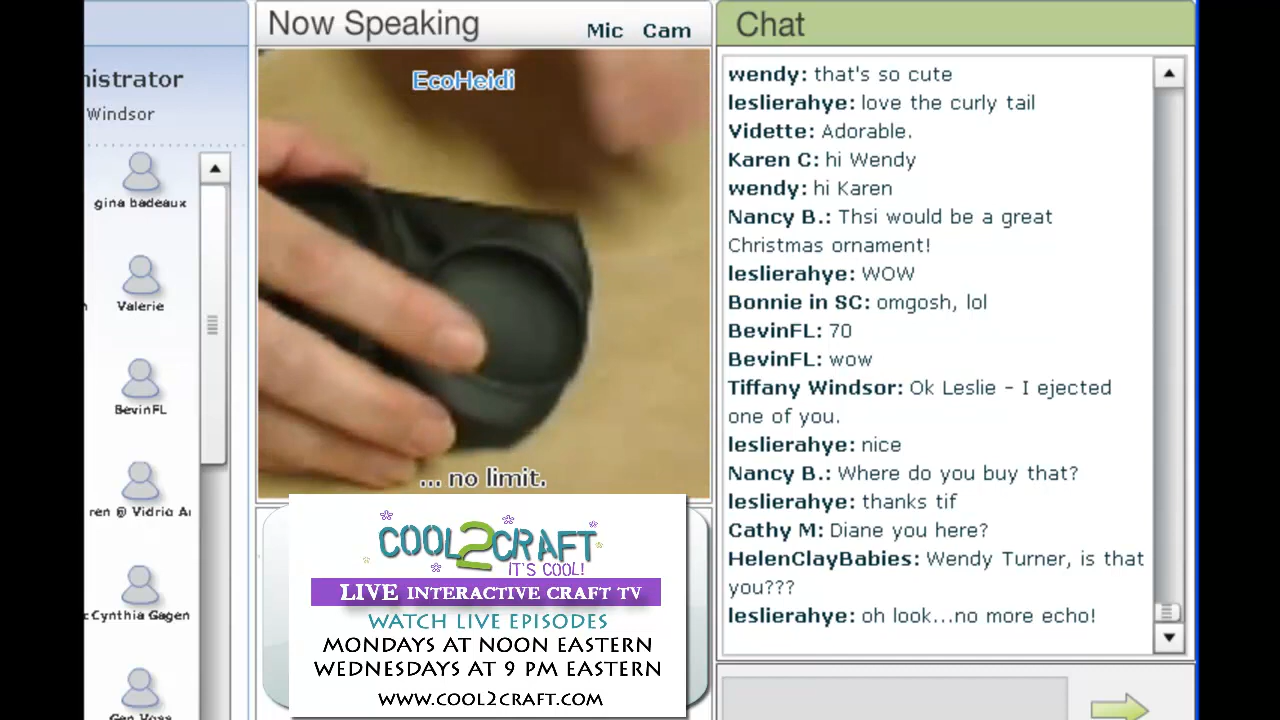 nistrator
Windsor
gina badeaux
Valerie
BevinFL
ren @ Vidrio Ar
Cynthia Gagen
Gen Voss
Now Speaking
Mic Cam
EcoHeidi
... no limit.
COOL2CRAFT
IT'S COOL!
LIVE INTERACTIVE CRAFT TV
WATCH LIVE EPISODES
MONDAYS AT NOON EASTERN
WEDNESDAYS AT 9 PM EASTERN
WWW.COOL2CRAFT.COM
Chat
wendy: that's so cute
leslierahye: love the curly tail
Vidette: Adorable.
Karen C: hi Wendy
wendy: hi Karen
Nancy B.: Thsi would be a great
Christmas ornament!
leslierahye: WOW
Bonnie in SC: omgosh, lol
BevinFL: 70
BevinFL: wow
Tiffany Windsor: Ok Leslie - I ejected
one of you.
leslierahye: nice
Nancy B.: Where do you buy that?
leslierahye: thanks tif
Cathy M: Diane you here?
HelenClayBabies: Wendy Turner, is that
you???
leslierahye: oh look...no more echo!